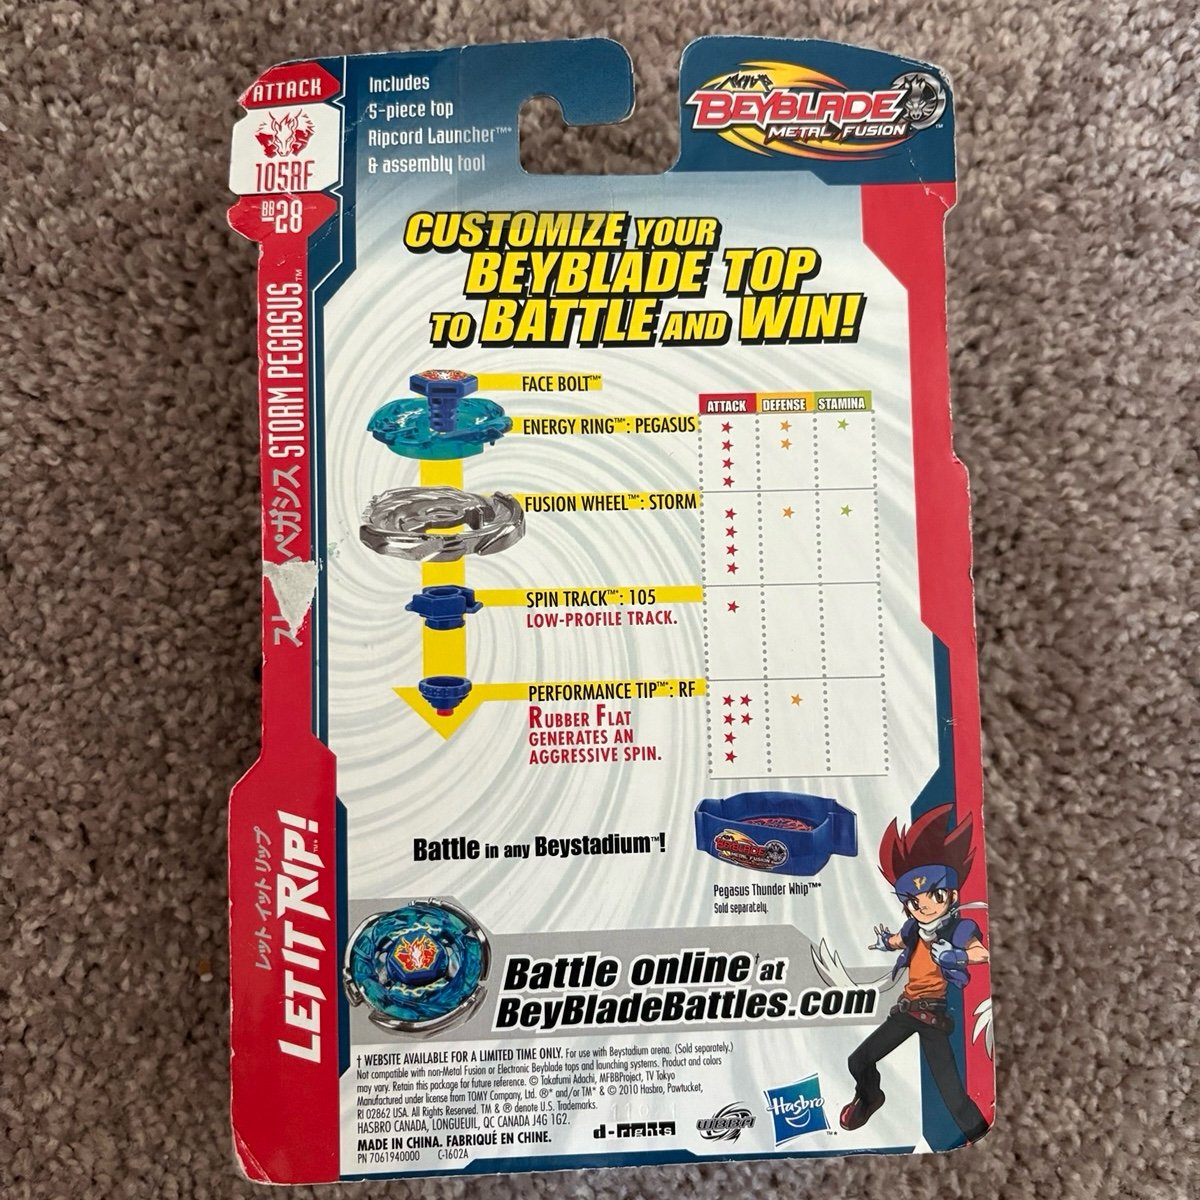 ATTACK
105RF
BB
28
STORM PEGASUS™
ペガシス
レット イット リップ
LET IT RIP!™*
Includes
5-piece top
Ripcord Launcher™*
& assembly tool
BEYBLADE
METAL FUSION™
CUSTOMIZE YOUR
BEYBLADE TOP
TO BATTLE AND WIN!
FACE BOLT™*
ATTACK DEFENSE STAMINA
ENERGY RING™*: PEGASUS
FUSION WHEEL™*: STORM
SPIN TRACK™*: 105
LOW-PROFILE TRACK.
PERFORMANCE TIP™*: RF
RUBBER FLAT
GENERATES AN
AGGRESSIVE SPIN.
Battle in any Beystadium™!
BEYBLADE
METAL FUSION
Pegasus Thunder Whip™*
Sold separately.
Battle online† at
BeyBladeBattles.com
† WEBSITE AVAILABLE FOR A LIMITED TIME ONLY. For use with Beystadium arena. (Sold separately.)
Not compatible with non-Metal Fusion or Electronic Beyblade tops and launching systems. Product and colors
may vary. Retain this package for future reference. © Takafumi Adachi, MFBBProject, TV Tokyo
Manufactured under license from TOMY Company, Ltd. ®* and/or TM* & © 2010 Hasbro, Pawtucket,
RI 02862 USA. All Rights Reserved. TM & ® denote U.S. Trademarks.
HASBRO CANADA, LONGUEUIL, QC CANADA J4G 1G2.
MADE IN CHINA. FABRIQUÉ EN CHINE.
PN 7061940000 C-1602A
d-rights
WBBA
Hasbro™*